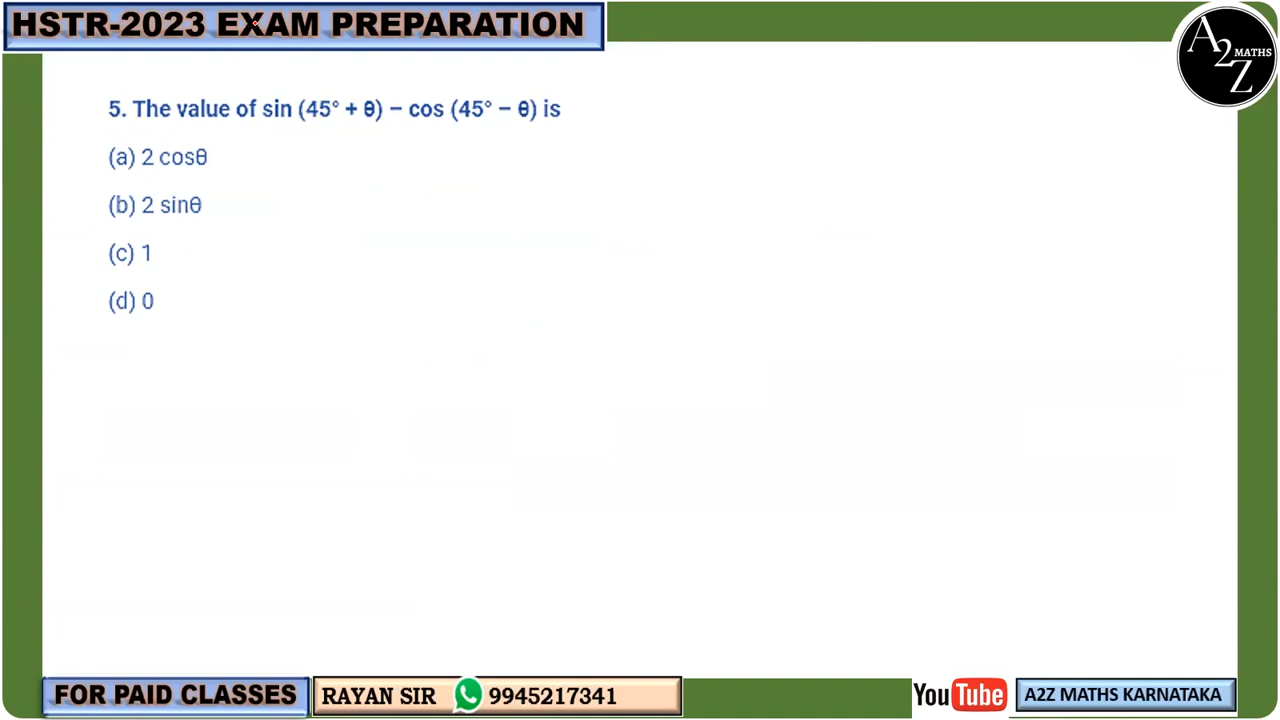 HSTR-2023 EXAM PREPARATION
A2Z MATHS
5. The value of sin (45° + θ) − cos (45° − θ) is
(a) 2 cosθ
(b) 2 sinθ
(c) 1
(d) 0
FOR PAID CLASSES
RAYAN SIR 9945217341
YouTube
A2Z MATHS KARNATAKA